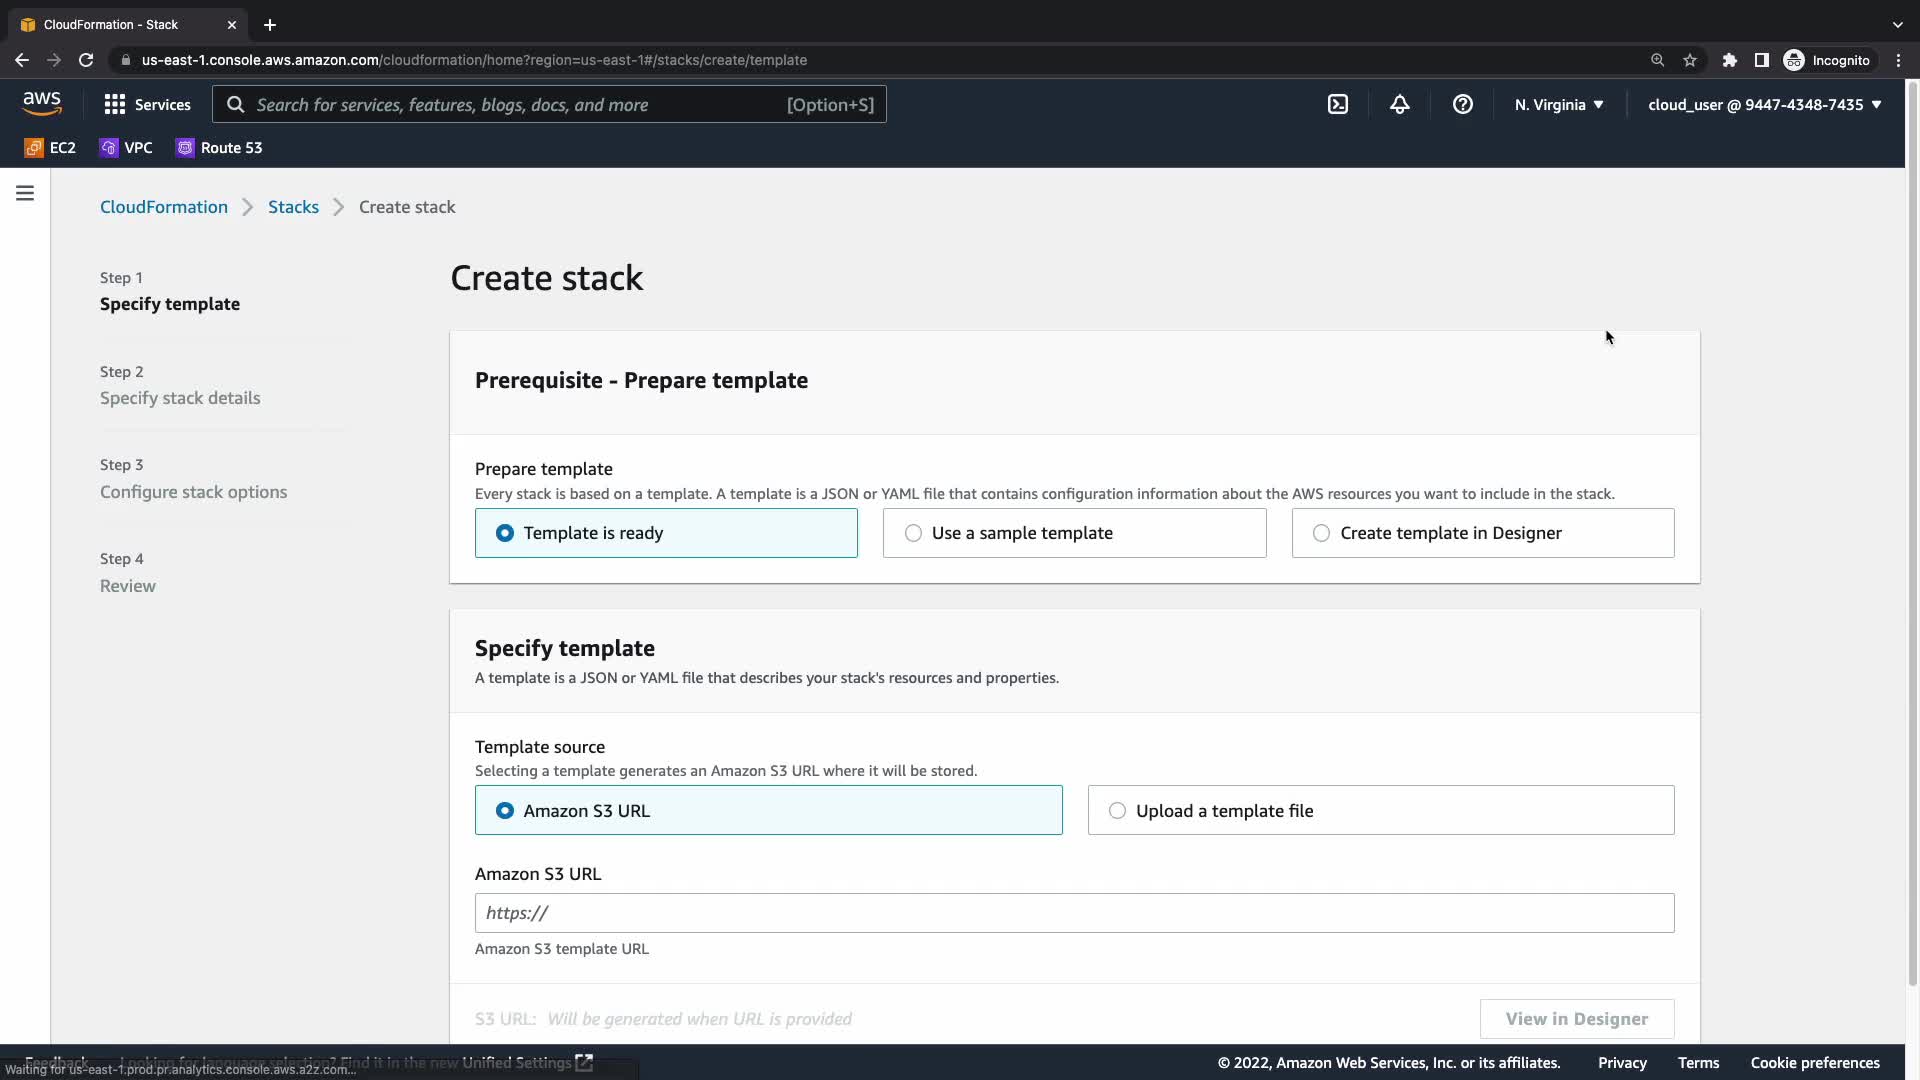 CloudFormation - Stack
us-east-1.console.aws.amazon.com/cloudformation/home?region=us-east-1#/stacks/create/template
Incognito
aws
Services
Search for services, features, blogs, docs, and more
[Option+S]
N. Virginia
cloud_user @ 9447-4348-7435
EC2
VPC
Route 53
CloudFormation
Stacks
Create stack
Step 1
Specify template
Step 2
Specify stack details
Step 3
Configure stack options
Step 4
Review
Create stack
Prerequisite - Prepare template
Prepare template
Every stack is based on a template. A template is a JSON or YAML file that contains configuration information about the AWS resources you want to include in the stack.
Template is ready
Use a sample template
Create template in Designer
Specify template
A template is a JSON or YAML file that describes your stack's resources and properties.
Template source
Selecting a template generates an Amazon S3 URL where it will be stored.
Amazon S3 URL
Upload a template file
Amazon S3 URL
https://
Amazon S3 template URL
S3 URL: Will be generated when URL is provided
View in Designer
Feedback
Looking for language selection? Find it in the new Unified Settings
Waiting for us-east-1.prod.pr.analytics.console.aws.a2z.com...
© 2022, Amazon Web Services, Inc. or its affiliates.
Privacy
Terms
Cookie preferences